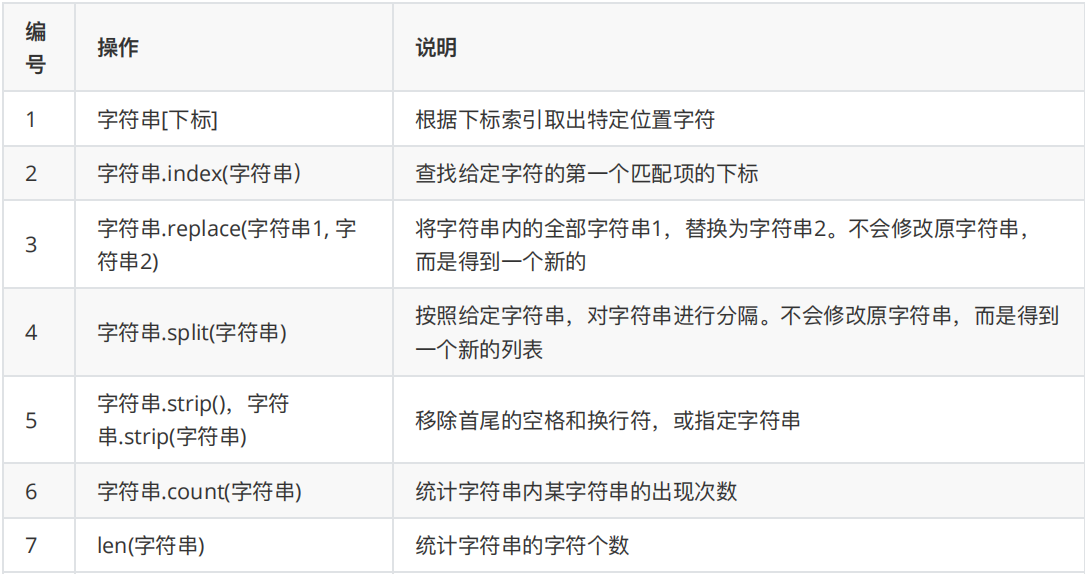 编
号
操作
说明
1
字符串[下标]
根据下标索引取出特定位置字符
2
字符串.index(字符串）
查找给定字符的第一个匹配项的下标
3
字符串.replace(字符串1, 字
符串2)
将字符串内的全部字符串1，替换为字符串2。不会修改原字符串，
而是得到一个新的
4
字符串.split(字符串)
按照给定字符串，对字符串进行分隔。不会修改原字符串，而是得到
一个新的列表
5
字符串.strip()，字符
串.strip(字符串)
移除首尾的空格和换行符，或指定字符串
6
字符串.count(字符串)
统计字符串内某字符串的出现次数
7
len(字符串)
统计字符串的字符个数